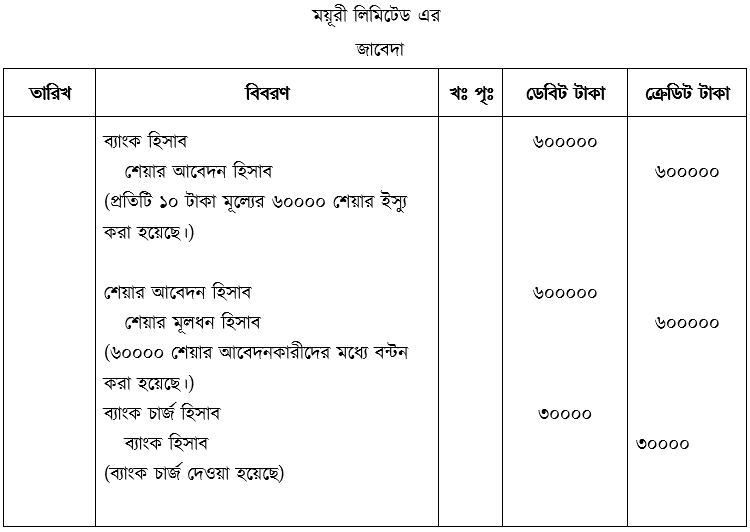 ময়ূরী লিমিটেড এর
জাবেদা
তারিখ বিবরণ খঃ পৃঃ ডেবিট টাকা ক্রেডিট টাকা
ব্যাংক হিসাব ৬০০০০০
শেয়ার আবেদন হিসাব ৬০০০০০
(প্রতিটি ১০ টাকা মূল্যের ৬০০০০ শেয়ার ইস্যু
করা হয়েছে।)
শেয়ার আবেদন হিসাব ৬০০০০০
শেয়ার মূলধন হিসাব ৬০০০০০
(৬০০০০ শেয়ার আবেদনকারীদের মধ্যে বন্টন
করা হয়েছে।)
ব্যাংক চার্জ হিসাব ৩০০০০
ব্যাংক হিসাব ৩০০০০
(ব্যাংক চার্জ দেওয়া হয়েছে)